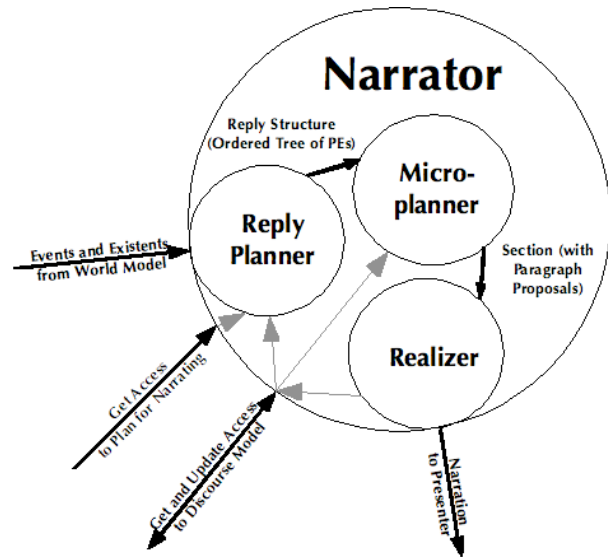 Narrator
Reply Structure
(Ordered Tree of PEs)
Micro-
planner
Reply
Planner
Events and Existents
from World Model
Section (with
Paragraph
Proposals)
Realizer
Get Access
to Plan for Narrating
Get and Update Access
to Discourse Model
Narration
to Presenter